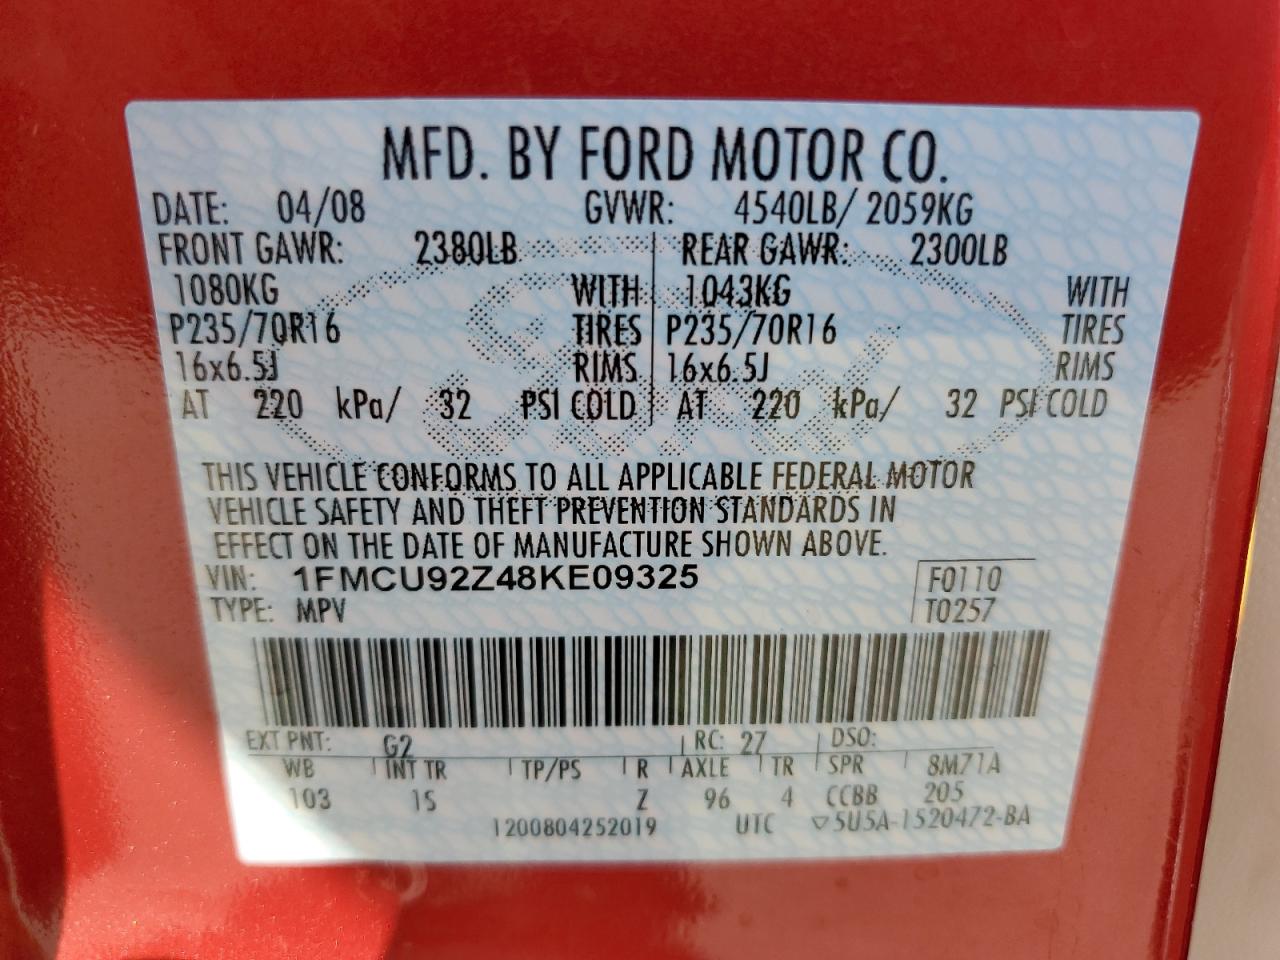 MFD. BY FORD MOTOR CO.
DATE: 04/08 GVWR: 4540LB/ 2059KG
FRONT GAWR: 2380LB REAR GAWR: 2300LB
1080KG WITH 1043KG WITH
P235/70R16 TIRES P235/70R16 TIRES
16x6.5J RIMS 16x6.5J RIMS
AT 220 kPa/ 32 PSI COLD AT 220 kPa/ 32 PSI COLD
THIS VEHICLE CONFORMS TO ALL APPLICABLE FEDERAL MOTOR
VEHICLE SAFETY AND THEFT PREVENTION STANDARDS IN
EFFECT ON THE DATE OF MANUFACTURE SHOWN ABOVE.
VIN: 1FMCU92Z48KE09325 F0110
TYPE: MPV T0257
EXT PNT: G2 RC: 27 DSO:
WB INT TR TP/PS R AXLE TR SPR 8M71A
103 1S Z 96 4 CCBB 205
1200804252019 UTC ▽5U5A-1520472-BA